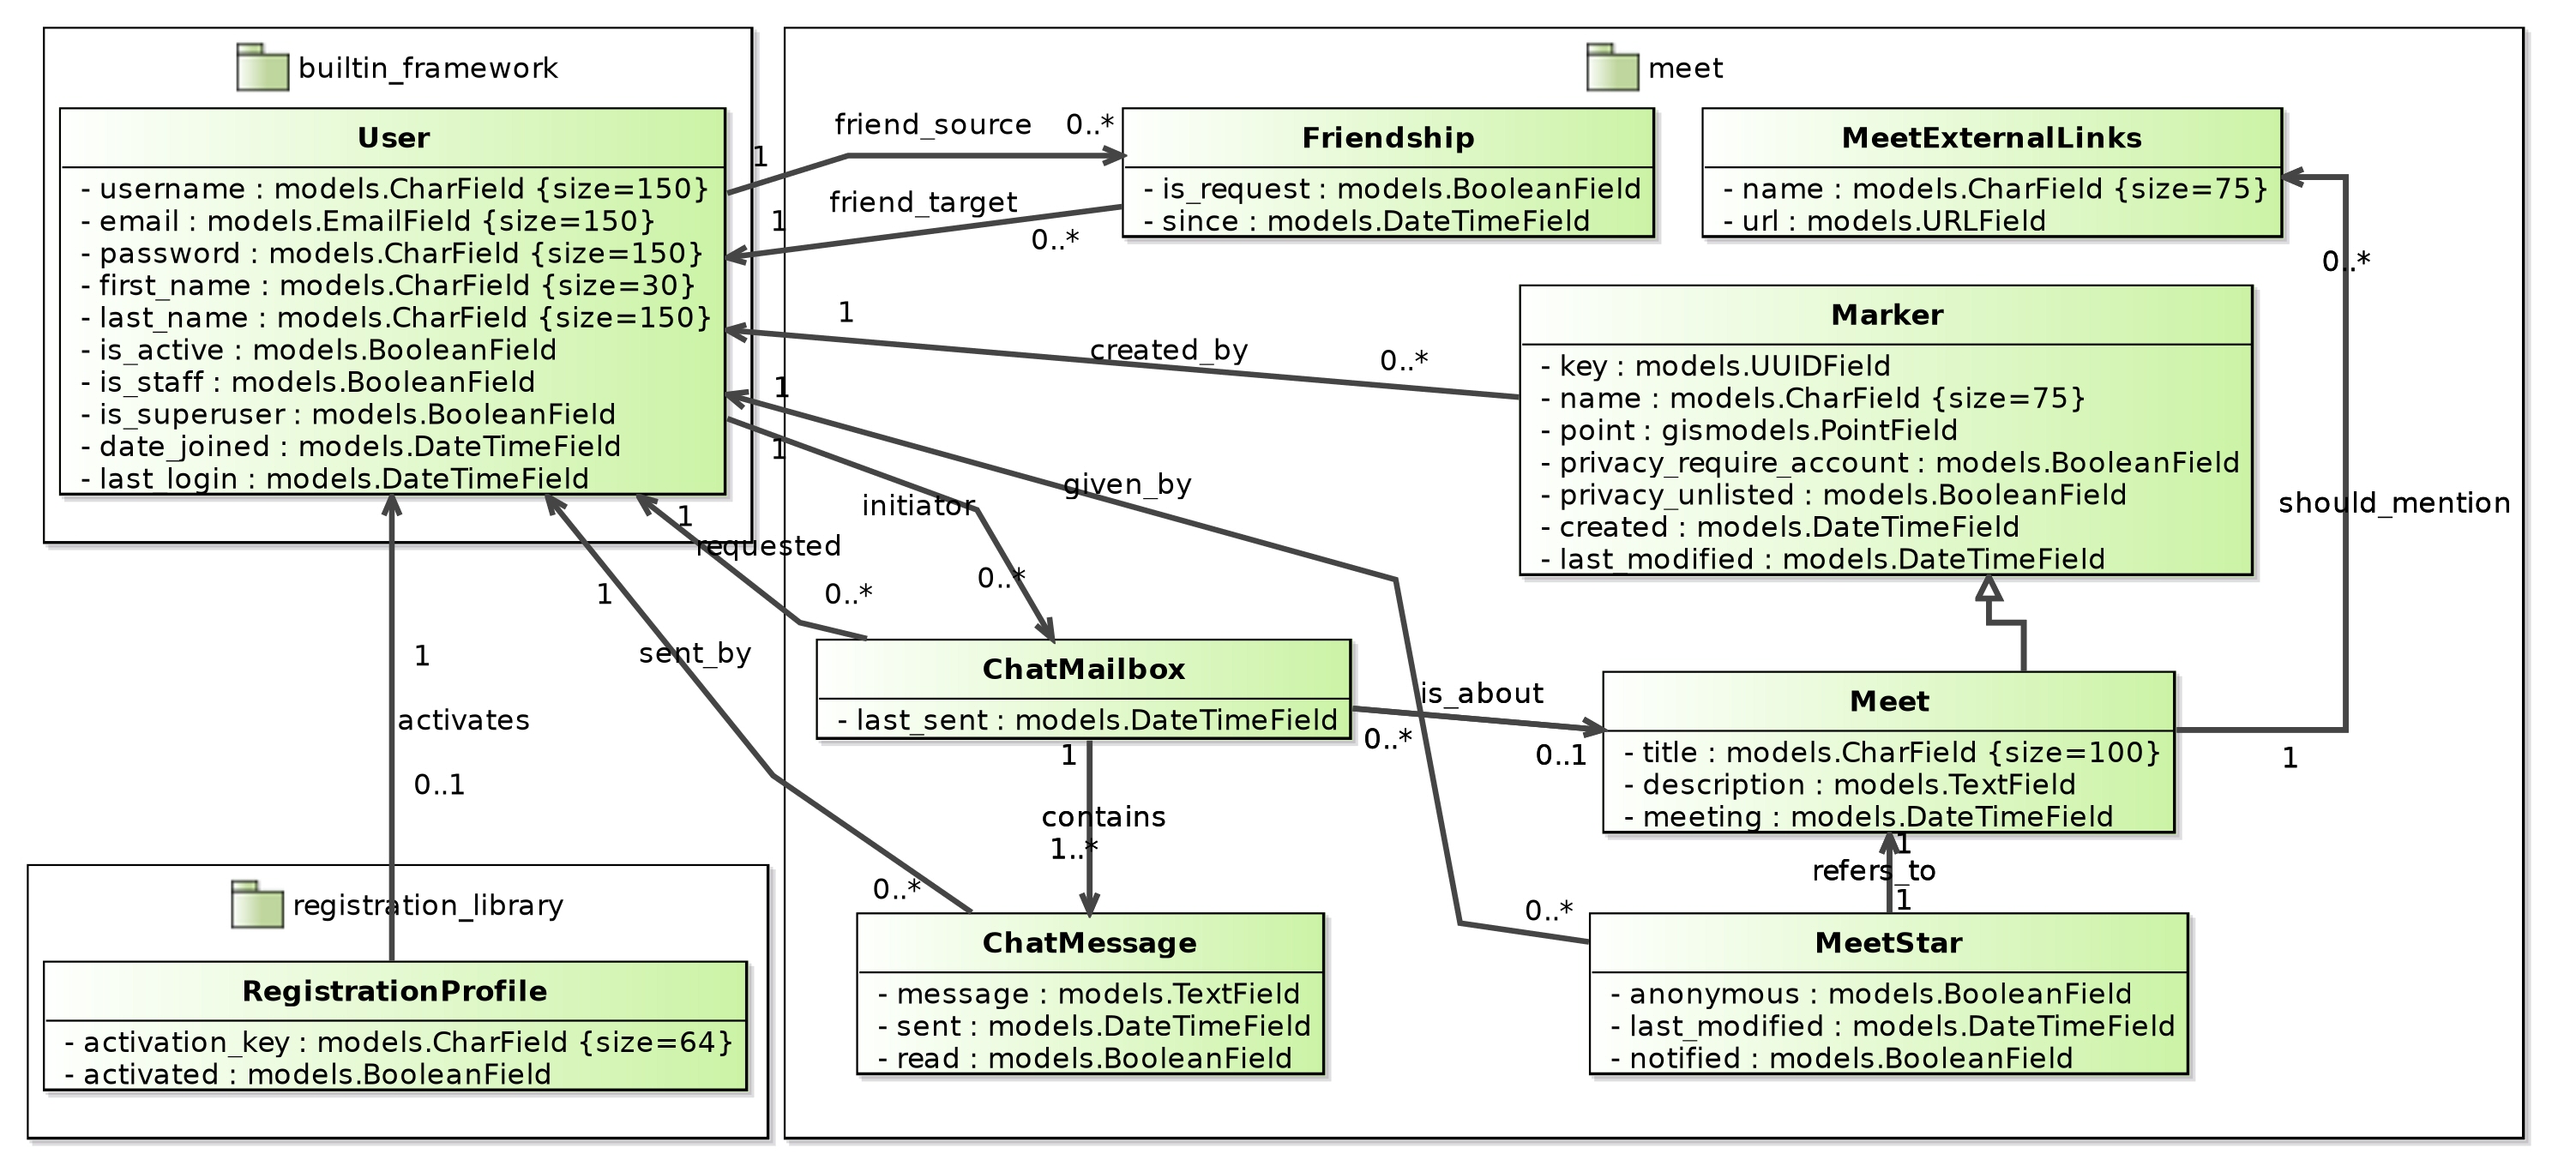 builtin_framework
User
- username : models.CharField {size=150}
- email : models.EmailField {size=150}
- password : models.CharField {size=150}
- first_name : models.CharField {size=30}
- last_name : models.CharField {size=150}
- is_active : models.BooleanField
- is_staff : models.BooleanField
- is_superuser : models.BooleanField
- date_joined : models.DateTimeField
- last_login : models.DateTimeField
meet
1
friend_source
0..*
Friendship
- is_request : models.BooleanField
- since : models.DateTimeField
1
friend_target
0..*
MeetExternalLinks
- name : models.CharField {size=75}
- url : models.URLField
0..*
should_mention
1
1
created_by
0..*
Marker
- key : models.UUIDField
- name : models.CharField {size=75}
- point : gismodels.PointField
- privacy_require_account : models.BooleanField
- privacy_unlisted : models.BooleanField
- created : models.DateTimeField
- last_modified : models.DateTimeField
1
given_by
0..*
1
initiator
0..*
1
requested
0..*
1
sent_by
0..*
ChatMailbox
- last_sent : models.DateTimeField
0..*
is_about
0..1
Meet
- title : models.CharField {size=100}
- description : models.TextField
- meeting : models.DateTimeField
1
contains
1..*
1
refers_to
1
ChatMessage
- message : models.TextField
- sent : models.DateTimeField
- read : models.BooleanField
MeetStar
- anonymous : models.BooleanField
- last_modified : models.DateTimeField
- notified : models.BooleanField
1
activates
0..1
registration_library
RegistrationProfile
- activation_key : models.CharField {size=64}
- activated : models.BooleanField